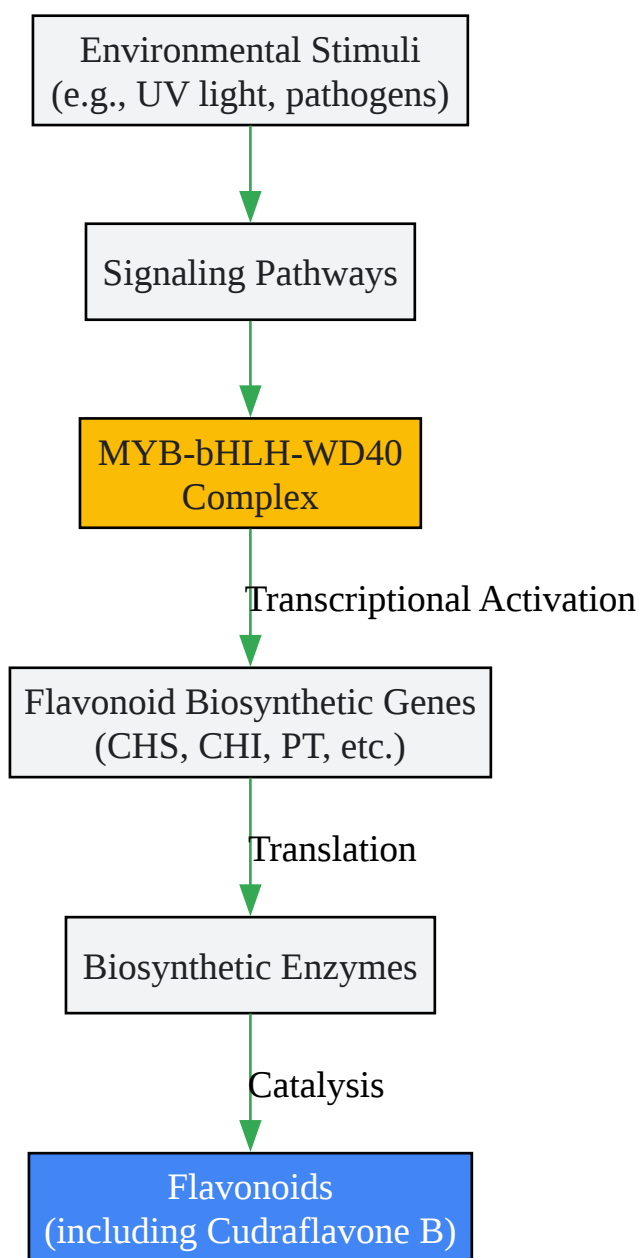 Environmental Stimuli
(e.g., UV light, pathogens)
Signaling Pathways
MYB-bHLH-WD40
Complex
Transcriptional Activation
Flavonoid Biosynthetic Genes
(CHS, CHI, PT, etc.)
Translation
Biosynthetic Enzymes
Catalysis
Flavonoids
(including Cudraflavone B)